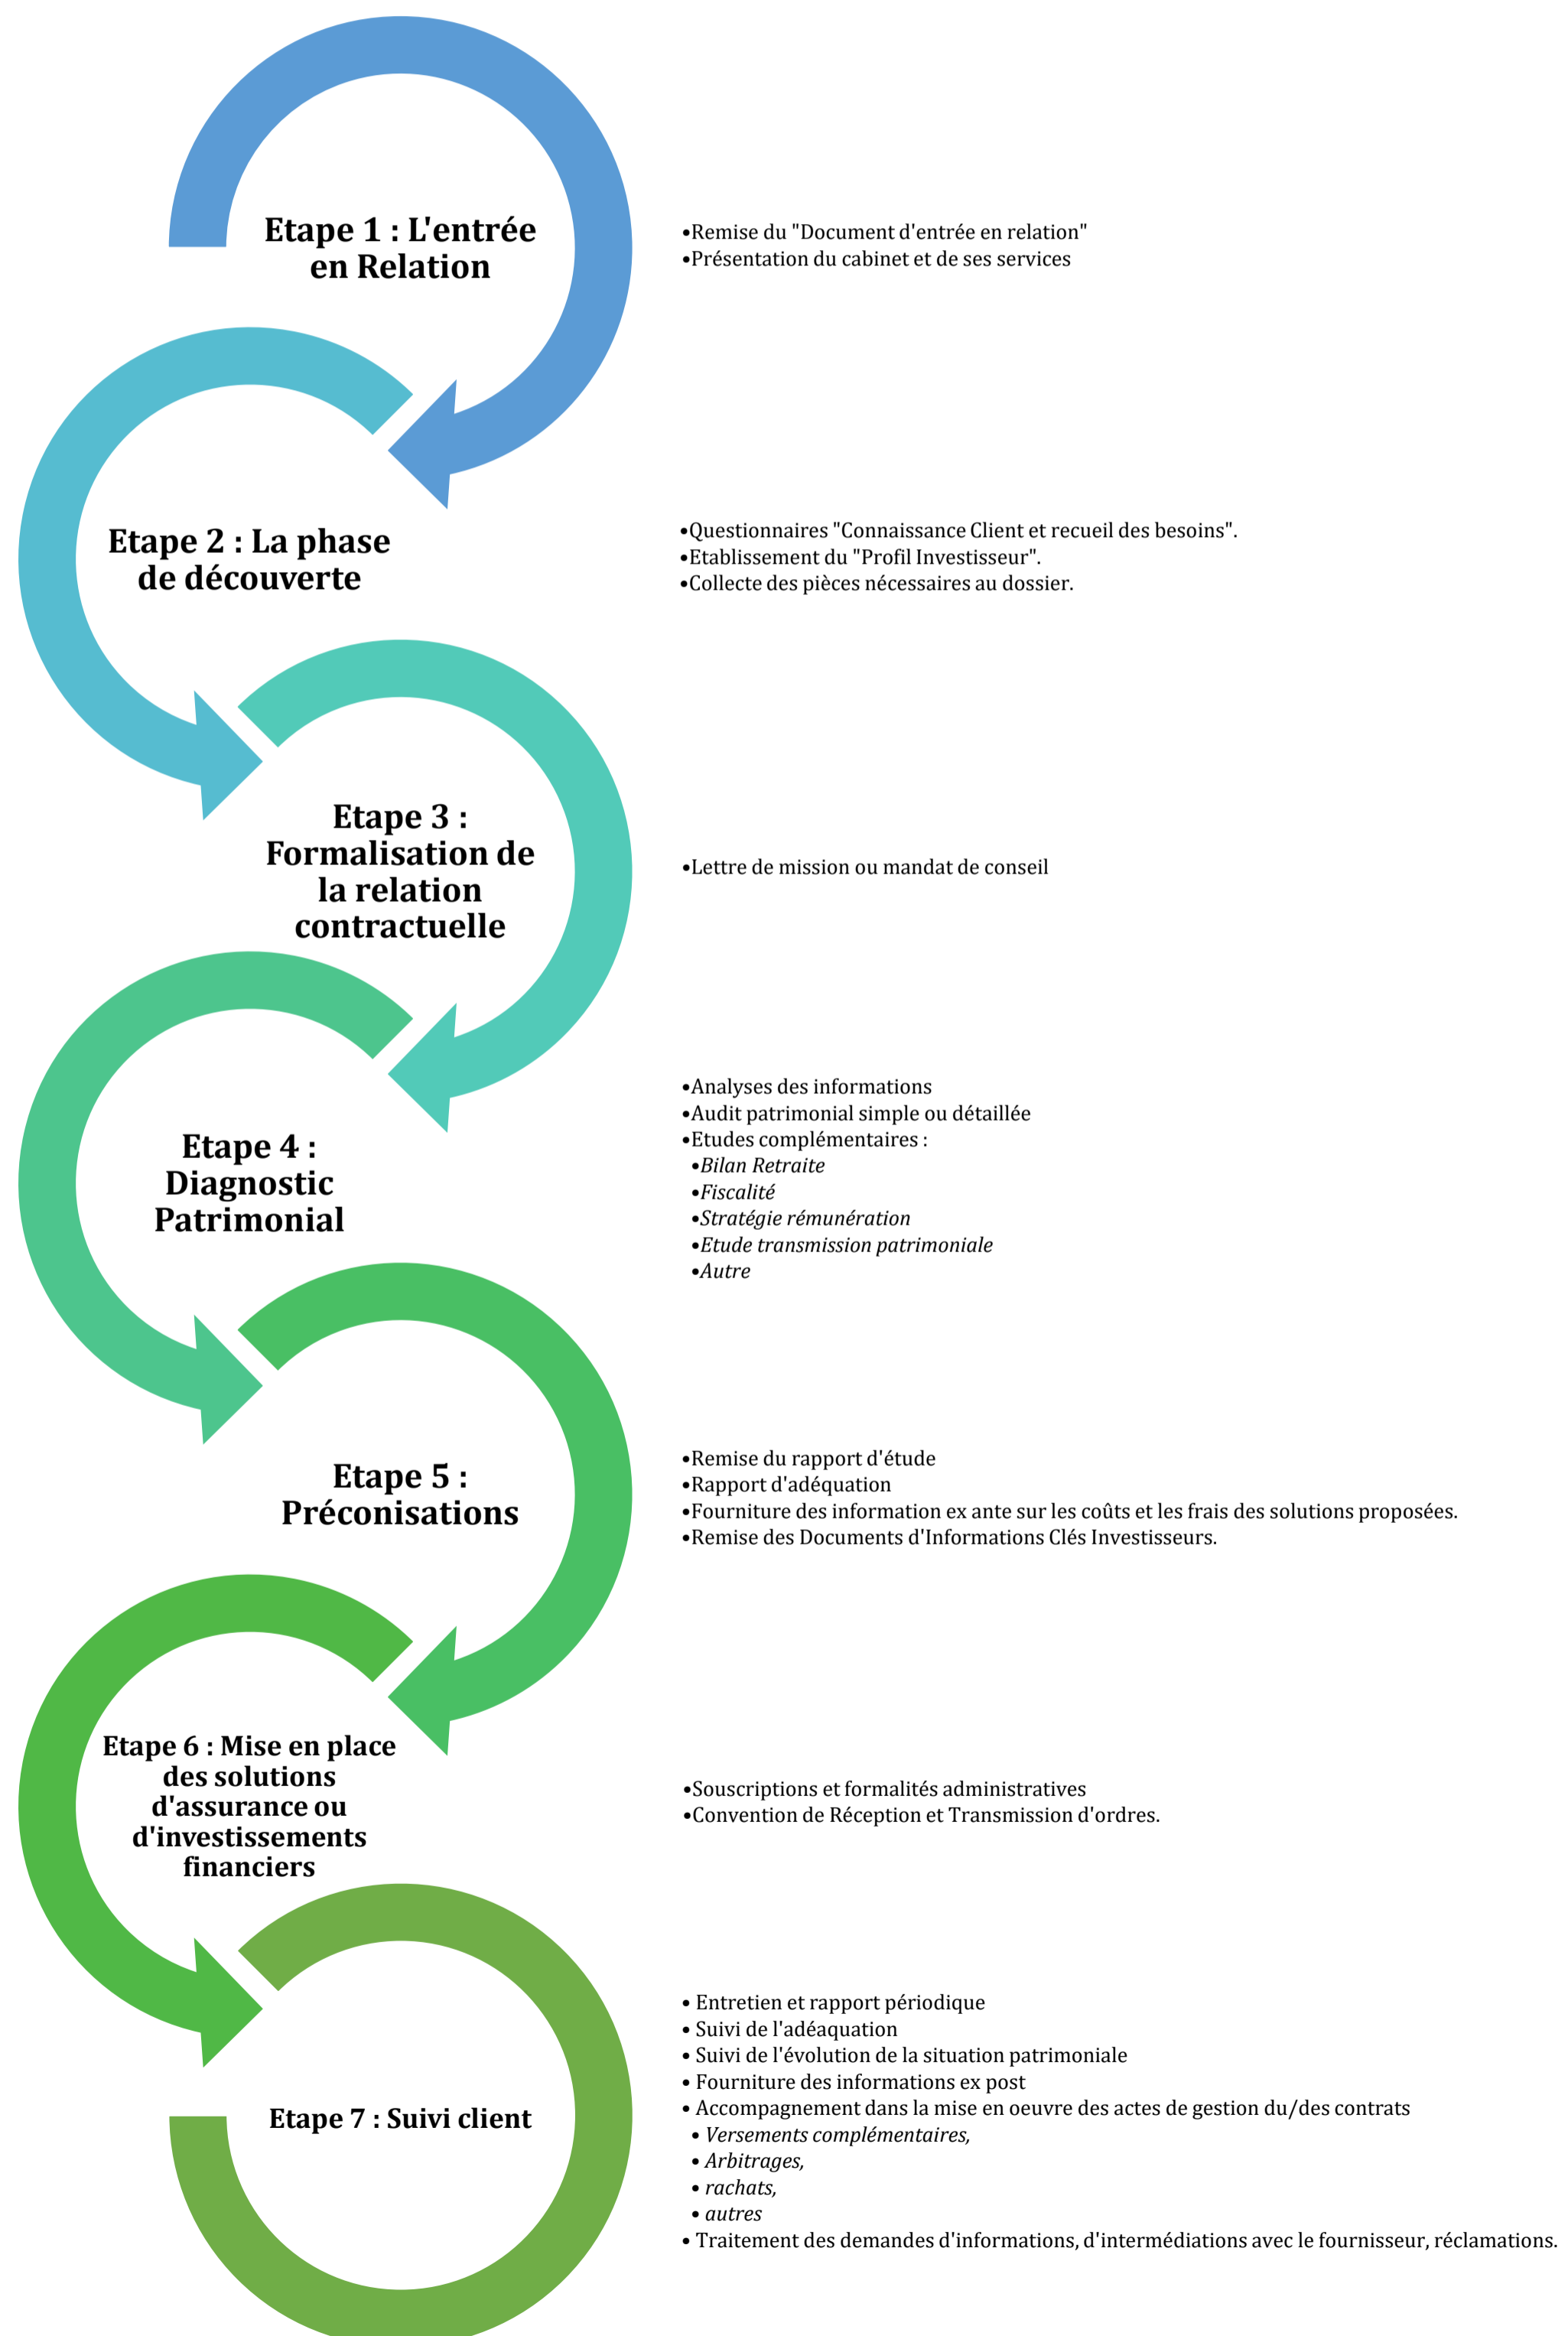 Etape 1 : L'entrée
en Relation
•Remise du "Document d'entrée en relation"
•Présentation du cabinet et de ses services
Etape 2 : La phase
de découverte
•Questionnaires "Connaissance Client et recueil des besoins".
•Etablissement du "Profil Investisseur".
•Collecte des pièces nécessaires au dossier.
Etape 3 :
Formalisation de
la relation
contractuelle
•Lettre de mission ou mandat de conseil
Etape 4 :
Diagnostic
Patrimonial
•Analyses des informations
•Audit patrimonial simple ou détaillée
•Etudes complémentaires :
•Bilan Retraite
•Fiscalité
•Stratégie rémunération
•Etude transmission patrimoniale
•Autre
Etape 5 :
Préconisations
•Remise du rapport d'étude
•Rapport d'adéquation
•Fourniture des information ex ante sur les coûts et les frais des solutions proposées.
•Remise des Documents d'Informations Clés Investisseurs.
Etape 6 : Mise en place
des solutions
d'assurance ou
d'investissements
financiers
•Souscriptions et formalités administratives
•Convention de Réception et Transmission d'ordres.
Etape 7 : Suivi client
• Entretien et rapport périodique
• Suivi de l'adéaquation
• Suivi de l'évolution de la situation patrimoniale
• Fourniture des informations ex post
• Accompagnement dans la mise en oeuvre des actes de gestion du/des contrats
• Versements complémentaires,
• Arbitrages,
• rachats,
• autres
• Traitement des demandes d'informations, d'intermédiations avec le fournisseur, réclamations.